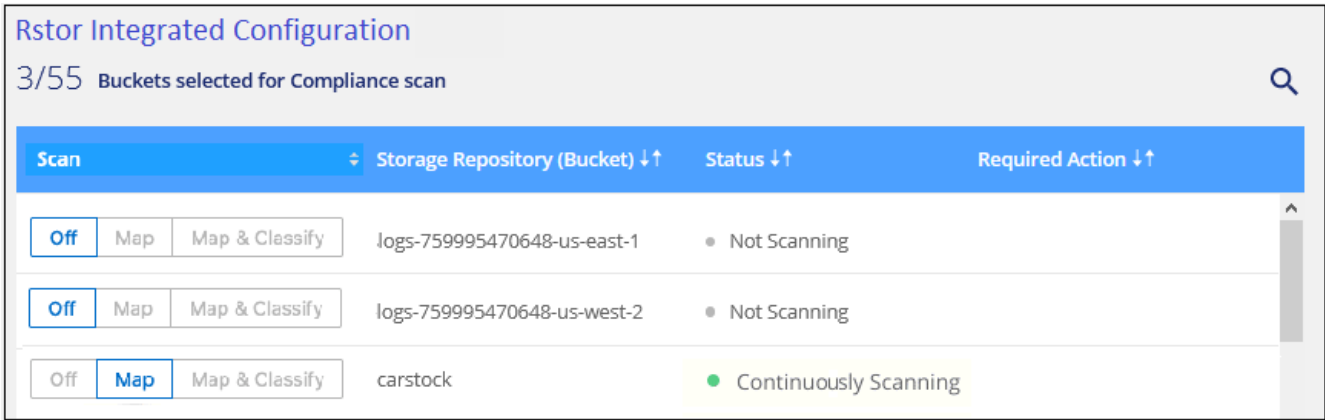 Rstor Integrated Configuration
3/55 Buckets selected for Compliance scan
Scan Storage Repository (Bucket) ↓↑ Status ↓↑ Required Action ↓↑
Off Map Map & Classify logs-759995470648-us-east-1 Not Scanning
Off Map Map & Classify logs-759995470648-us-west-2 Not Scanning
Off Map Map & Classify carstock Continuously Scanning